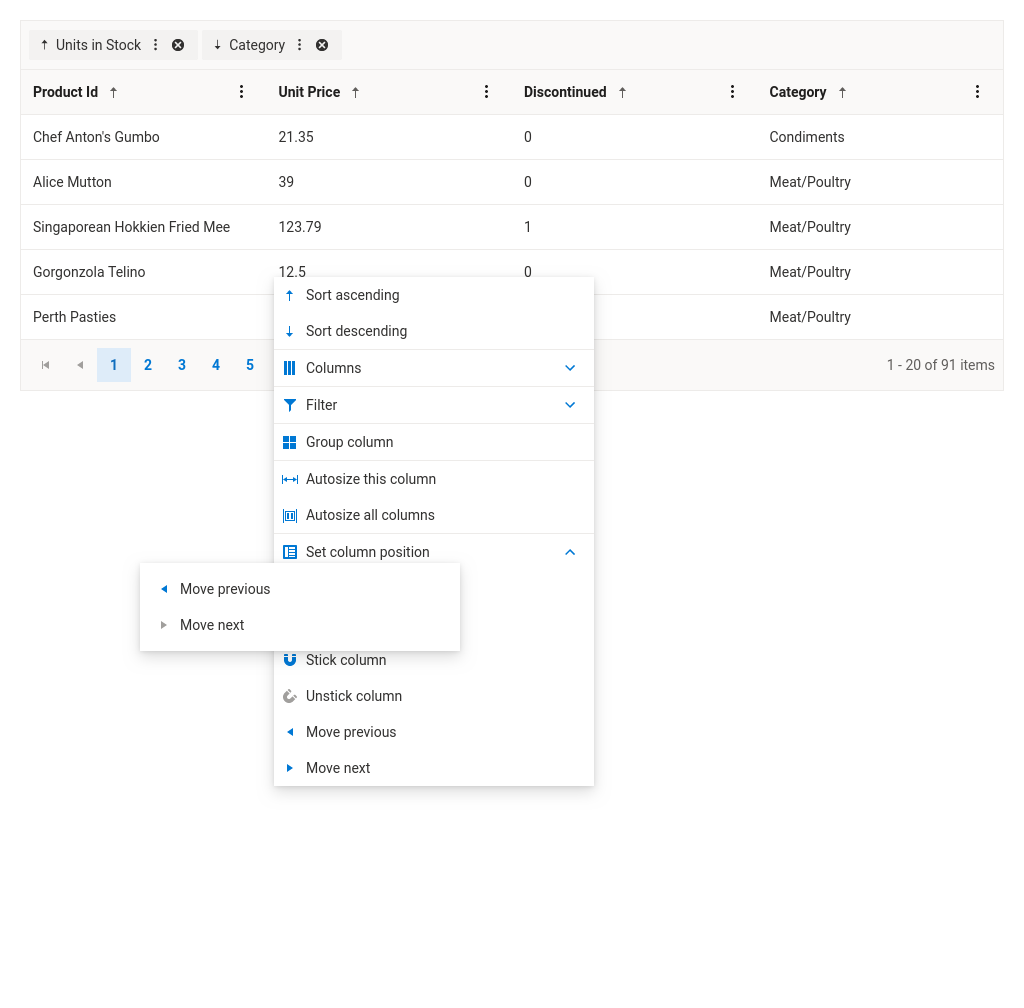 Units in Stock Category
Product Id Unit Price Discontinued Category
Chef Anton's Gumbo 21.35 0 Condiments
Alice Mutton 39 0 Meat/Poultry
Singaporean Hokkien Fried Mee 123.79 1 Meat/Poultry
Gorgonzola Telino 12.5 0 Meat/Poultry
Perth Pasties Meat/Poultry
1 2 3 4 5 1 - 20 of 91 items
Sort ascending
Sort descending
Columns
Filter
Group column
Autosize this column
Autosize all columns
Set column position
Move previous
Move next
Stick column
Unstick column
Move previous
Move next